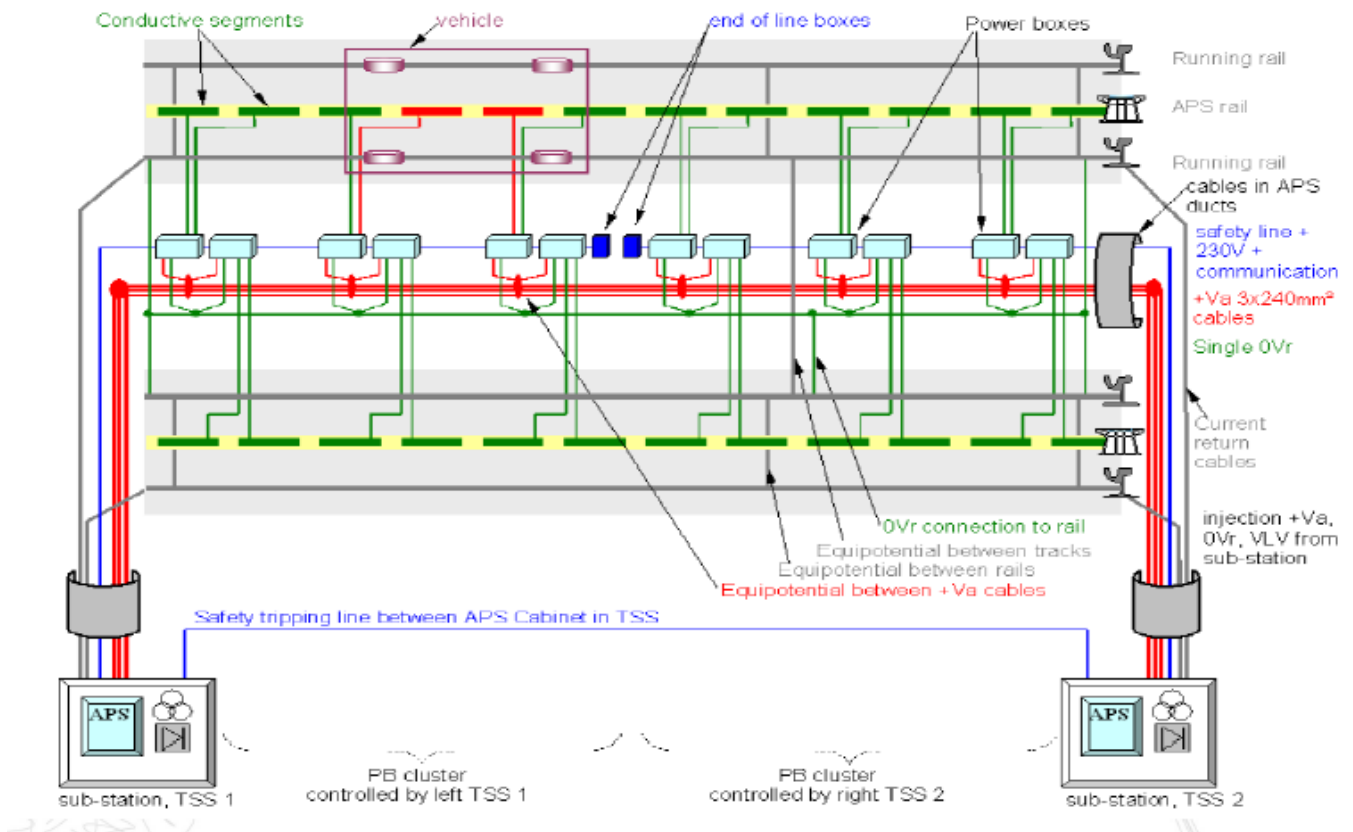 Conductive segments
vehicle
end of line boxes
Power boxes
Running rail
APS rail
Running rail
cables in APS
ducts
safety line +
230V +
communication
+Va 3x240mm²
cables
Single 0Vr
Current
return
cables
0Vr connection to rail
Equipotential between tracks
Equipotential between rails
Equipotential between +Va cables
injection +Va,
0Vr, VLV from
sub-station
Safety tripping line between APS Cabinet in TSS
APS
APS
PB cluster
controlled by left TSS 1
PB cluster
controlled by right TSS 2
sub-station, TSS 1
sub-station, TSS 2